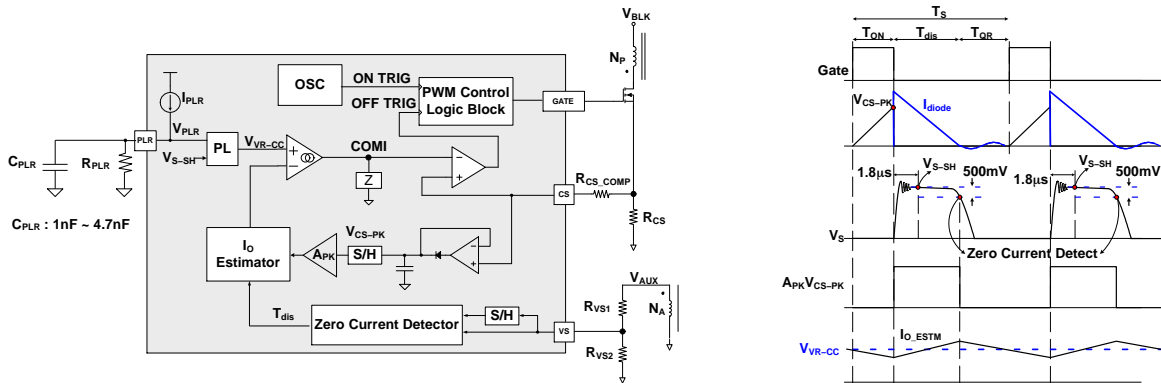 V_BLK
N_P
OSC
ON TRIG
OFF TRIG
PWM Control
Logic Block
GATE
I_PLR
V_PLR
PLR
PL
V_S-SH
V_VR-CC
COMI
Z
C_PLR
R_PLR
C_PLR : 1nF ~ 4.7nF
CS
R_CS_COMP
R_CS
I_O
Estimator
A_PK
V_CS-PK
S/H
T_dis
Zero Current Detector
S/H
VS
V_AUX
R_VS1
R_VS2
N_A
T_S
T_ON
T_dis
T_QR
Gate
V_CS-PK
I_diode
1.8µs
V_S-SH
500mV
1.8µs
V_S-SH
500mV
V_S
Zero Current Detect
A_PKV_CS-PK
I_O_ESTM
V_VR-CC